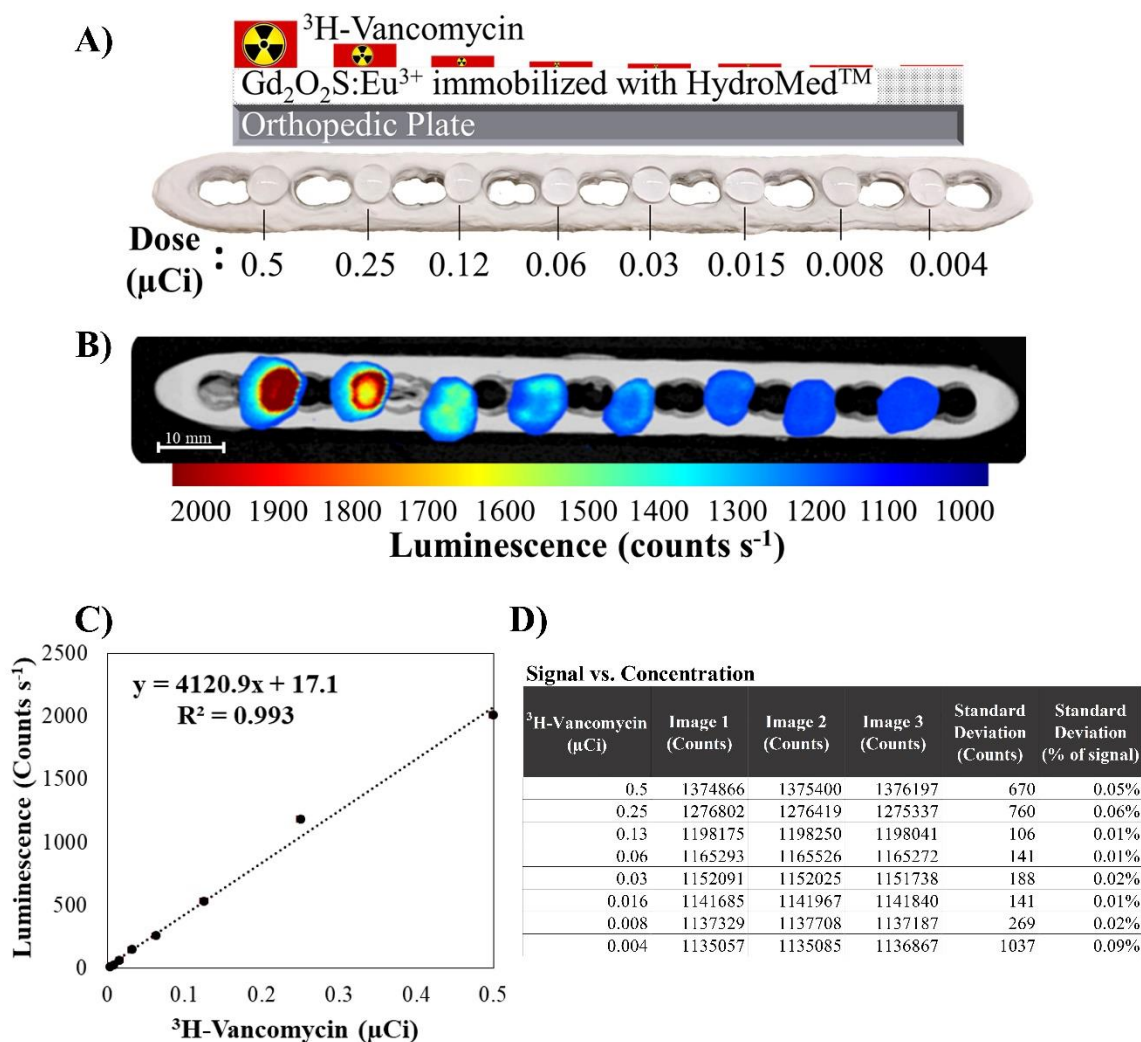 A)
³H-Vancomycin
Gd₂O₂S:Eu³⁺ immobilized with HydroMed™
Orthopedic Plate
Dose
(µCi) :
0.5 0.25 0.12 0.06 0.03 0.015 0.008 0.004
B)
10 mm
2000 1900 1800 1700 1600 1500 1400 1300 1200 1100 1000
Luminescence (counts s⁻¹)
C)
Luminescence (Counts s⁻¹)
2500
2000
1500
1000
500
0
y = 4120.9x + 17.1
R² = 0.993
0 0.1 0.2 0.3 0.4 0.5
³H-Vancomycin (µCi)
D)
Signal vs. Concentration
³H-Vancomycin (µCi) Image 1 (Counts) Image 2 (Counts) Image 3 (Counts) Standard Deviation (Counts) Standard Deviation (% of signal)
0.5 1374866 1375400 1376197 670 0.05%
0.25 1276802 1276419 1275337 760 0.06%
0.13 1198175 1198250 1198041 106 0.01%
0.06 1165293 1165526 1165272 141 0.01%
0.03 1152091 1152025 1151738 188 0.02%
0.016 1141685 1141967 1141840 141 0.01%
0.008 1137329 1137708 1137187 269 0.02%
0.004 1135057 1135085 1136867 1037 0.09%